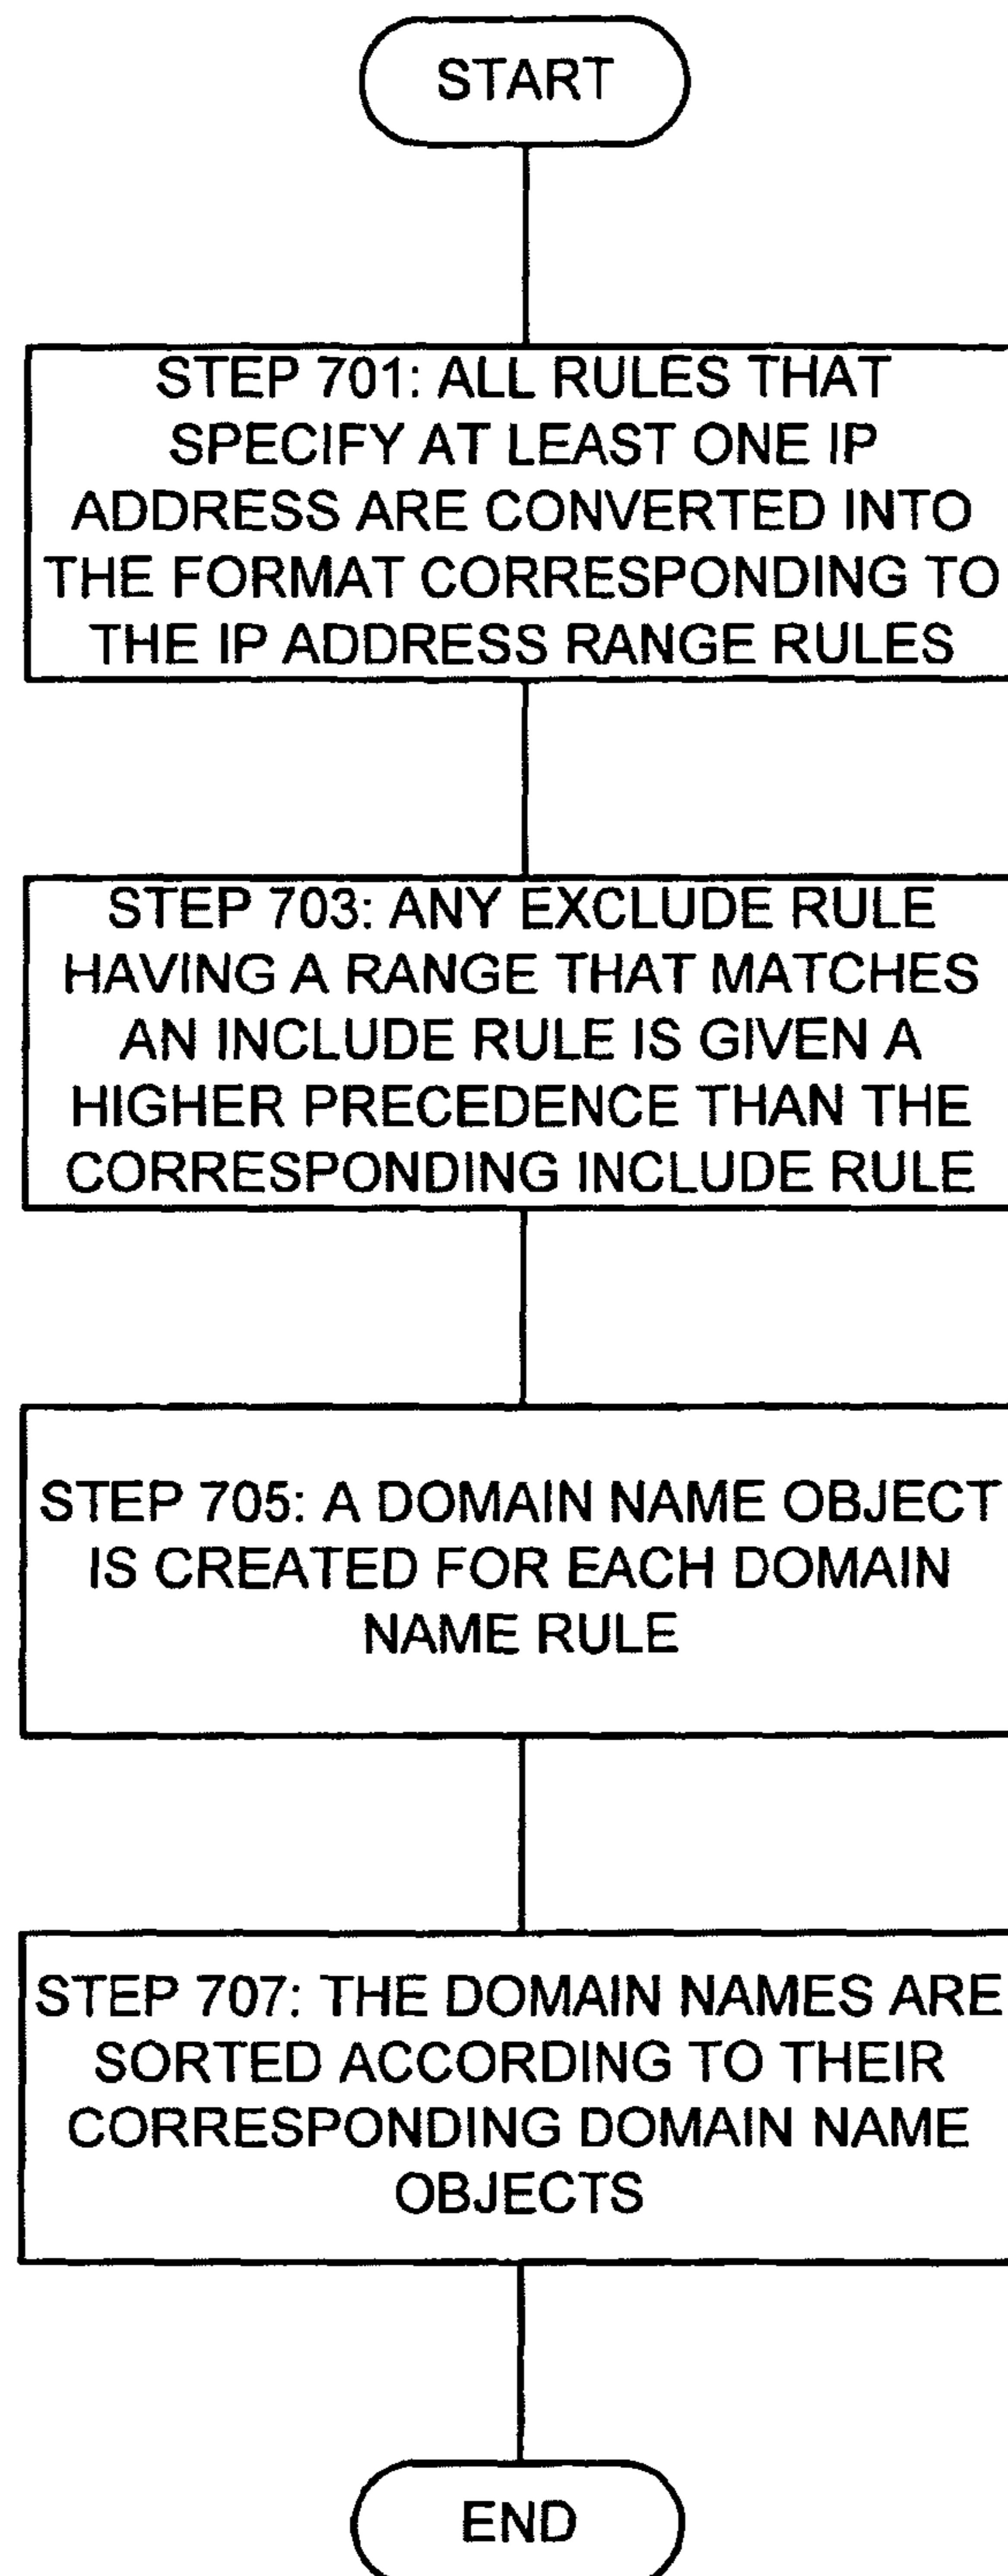 START
STEP 701: ALL RULES THAT
SPECIFY AT LEAST ONE IP
ADDRESS ARE CONVERTED INTO
THE FORMAT CORRESPONDING TO
THE IP ADDRESS RANGE RULES
STEP 703: ANY EXCLUDE RULE
HAVING A RANGE THAT MATCHES
AN INCLUDE RULE IS GIVEN A
HIGHER PRECEDENCE THAN THE
CORRESPONDING INCLUDE RULE
STEP 705: A DOMAIN NAME OBJECT
IS CREATED FOR EACH DOMAIN
NAME RULE
STEP 707: THE DOMAIN NAMES ARE
SORTED ACCORDING TO THEIR
CORRESPONDING DOMAIN NAME
OBJECTS
END